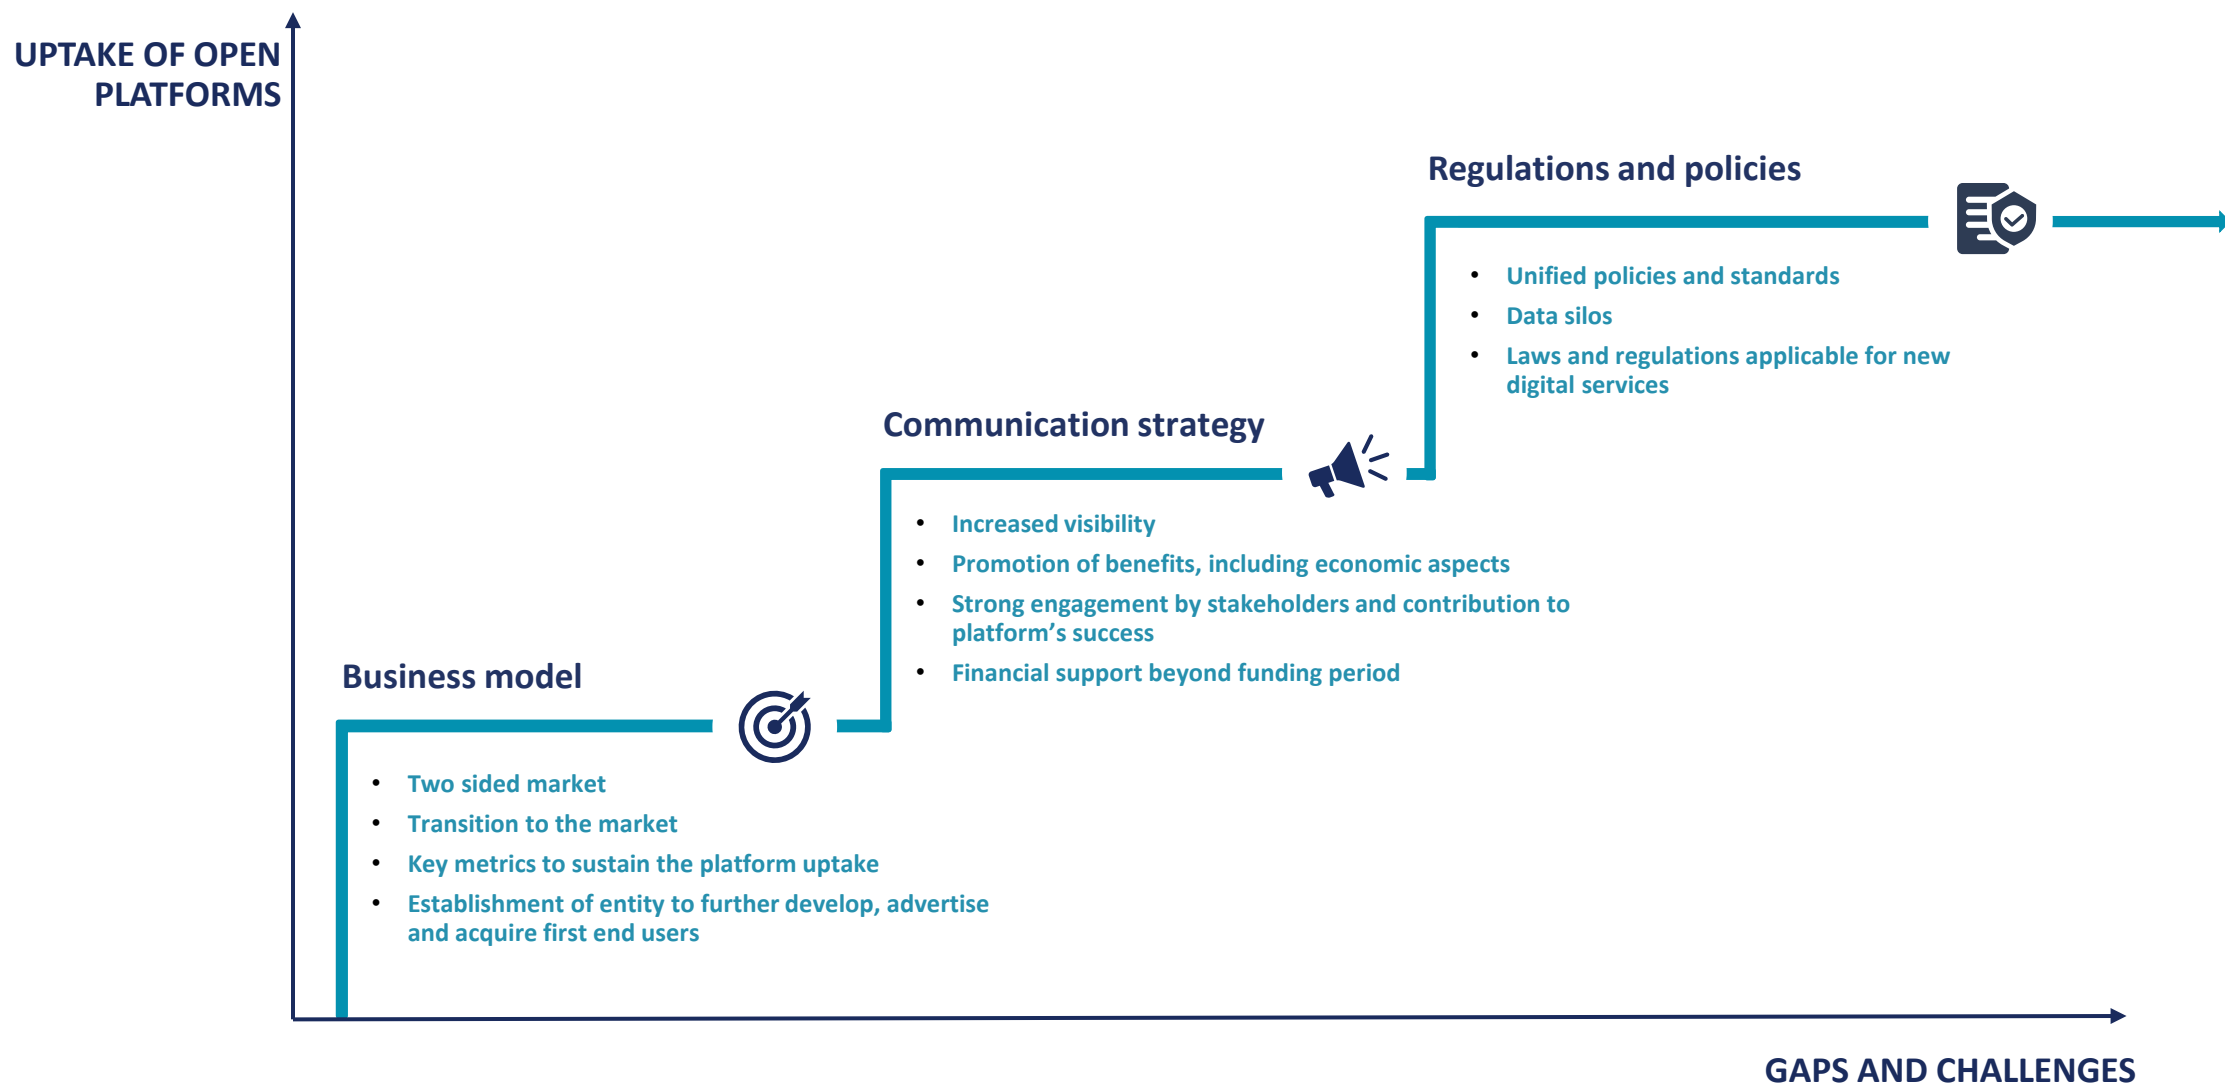 UPTAKE OF OPEN
PLATFORMS
Regulations and policies
• Unified policies and standards
• Data silos
• Laws and regulations applicable for new
digital services
Communication strategy
• Increased visibility
• Promotion of benefits, including economic aspects
• Strong engagement by stakeholders and contribution to
platform’s success
• Financial support beyond funding period
Business model
• Two sided market
• Transition to the market
• Key metrics to sustain the platform uptake
• Establishment of entity to further develop, advertise
and acquire first end users
GAPS AND CHALLENGES